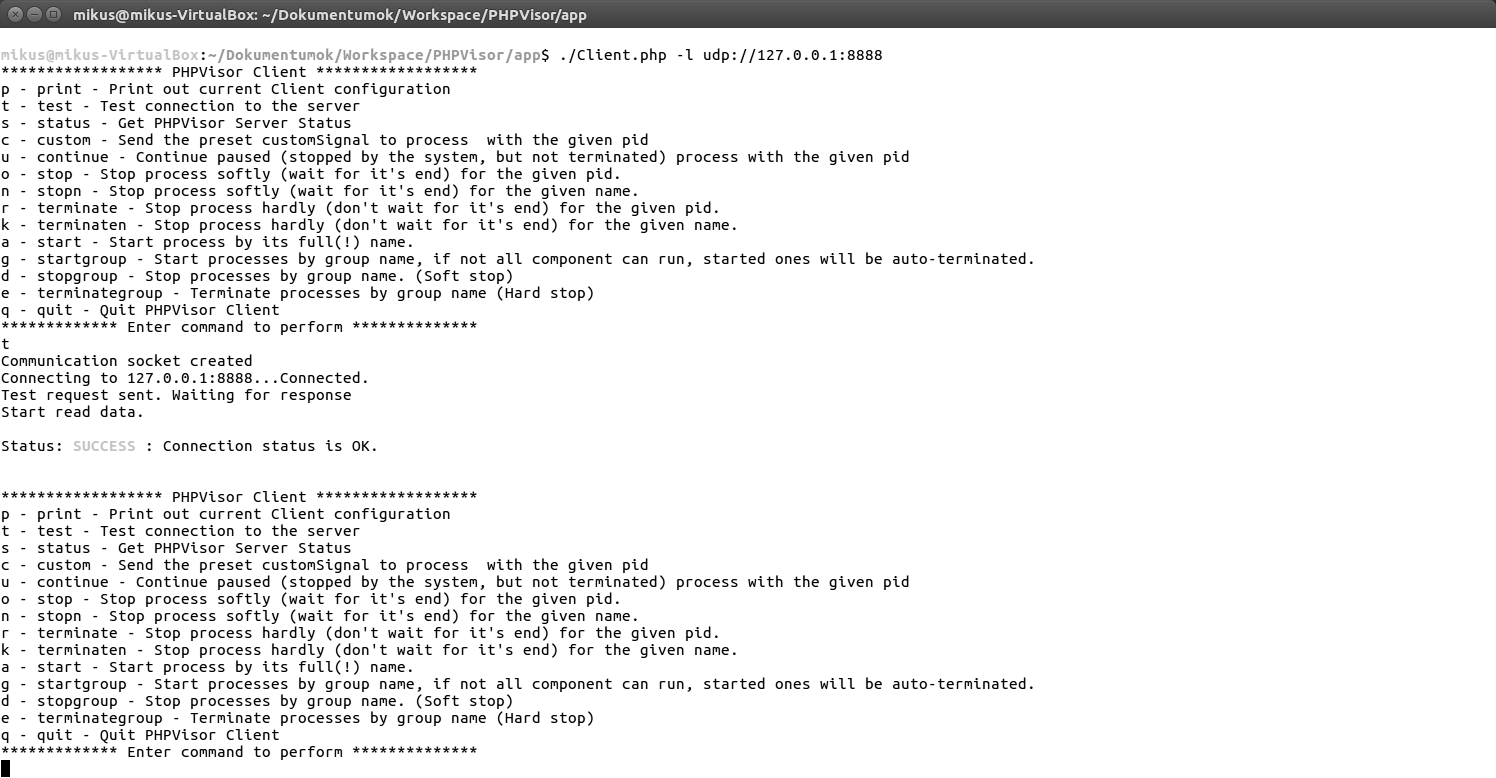 mikus@mikus-VirtualBox: ~/Dokumentumok/Workspace/PHPVisor/app
mikus@mikus-VirtualBox:~/Dokumentumok/Workspace/PHPVisor/app$ ./Client.php -l udp://127.0.0.1:8888
****************** PHPVisor Client ******************
p - print - Print out current Client configuration
t - test - Test connection to the server
s - status - Get PHPVisor Server Status
c - custom - Send the preset customSignal to process  with the given pid
u - continue - Continue paused (stopped by the system, but not terminated) process with the given pid
o - stop - Stop process softly (wait for it's end) for the given pid.
n - stopn - Stop process softly (wait for it's end) for the given name.
r - terminate - Stop process hardly (don't wait for it's end) for the given pid.
k - terminaten - Stop process hardly (don't wait for it's end) for the given name.
a - start - Start process by its full(!) name.
g - startgroup - Start processes by group name, if not all component can run, started ones will be auto-terminated.
d - stopgroup - Stop processes by group name. (Soft stop)
e - terminategroup - Terminate processes by group name (Hard stop)
q - quit - Quit PHPVisor Client
************* Enter command to perform **************
t
Communication socket created
Connecting to 127.0.0.1:8888...Connected.
Test request sent. Waiting for response
Start read data.
Status: SUCCESS : Connection status is OK.
****************** PHPVisor Client ******************
p - print - Print out current Client configuration
t - test - Test connection to the server
s - status - Get PHPVisor Server Status
c - custom - Send the preset customSignal to process  with the given pid
u - continue - Continue paused (stopped by the system, but not terminated) process with the given pid
o - stop - Stop process softly (wait for it's end) for the given pid.
n - stopn - Stop process softly (wait for it's end) for the given name.
r - terminate - Stop process hardly (don't wait for it's end) for the given pid.
k - terminaten - Stop process hardly (don't wait for it's end) for the given name.
a - start - Start process by its full(!) name.
g - startgroup - Start processes by group name, if not all component can run, started ones will be auto-terminated.
d - stopgroup - Stop processes by group name. (Soft stop)
e - terminategroup - Terminate processes by group name (Hard stop)
q - quit - Quit PHPVisor Client
************* Enter command to perform **************